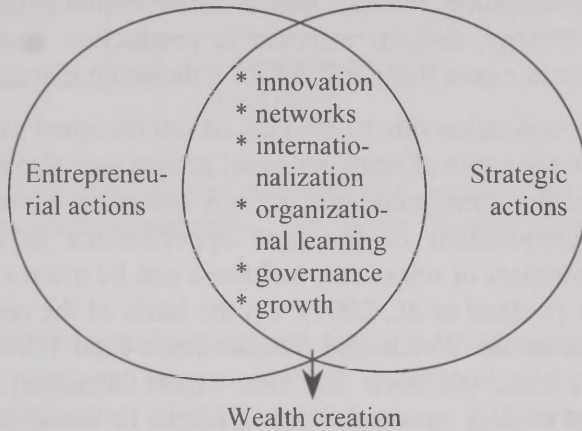 * innovation
* networks
* internatio-
nalization
* organizatio-
nal learning
* governance
* growth
Entrepreneu-
rial actions
Strategic
actions
Wealth creation